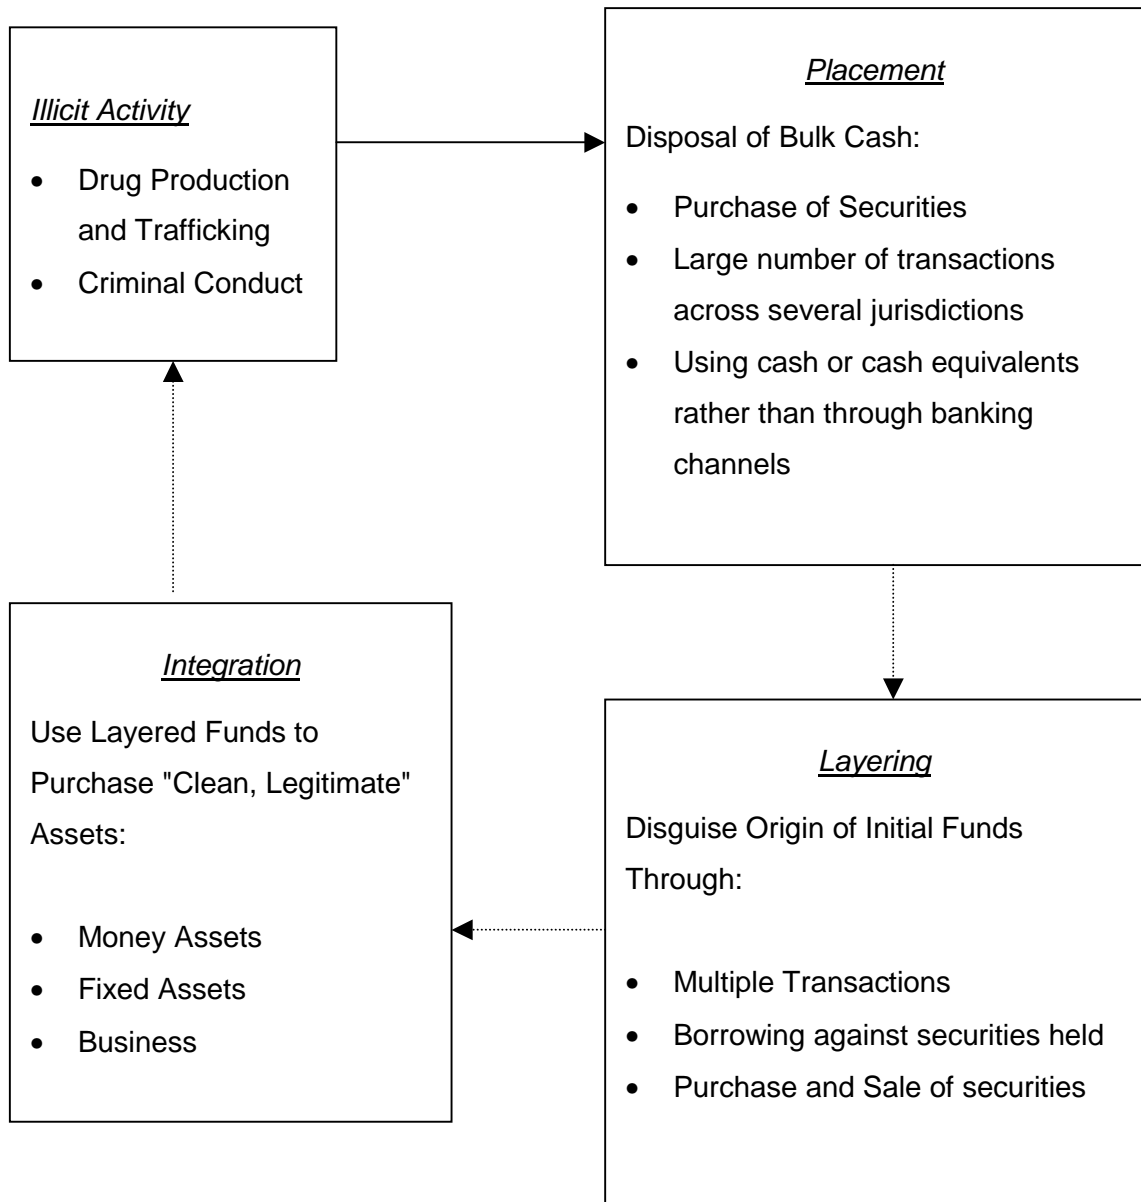 Illicit Activity
• Drug Production
and Trafficking
• Criminal Conduct
Placement
Disposal of Bulk Cash:
• Purchase of Securities
• Large number of transactions
across several jurisdictions
• Using cash or cash equivalents
rather than through banking
channels
Layering
Disguise Origin of Initial Funds
Through:
• Multiple Transactions
• Borrowing against securities held
• Purchase and Sale of securities
Integration
Use Layered Funds to
Purchase "Clean, Legitimate"
Assets:
• Money Assets
• Fixed Assets
• Business